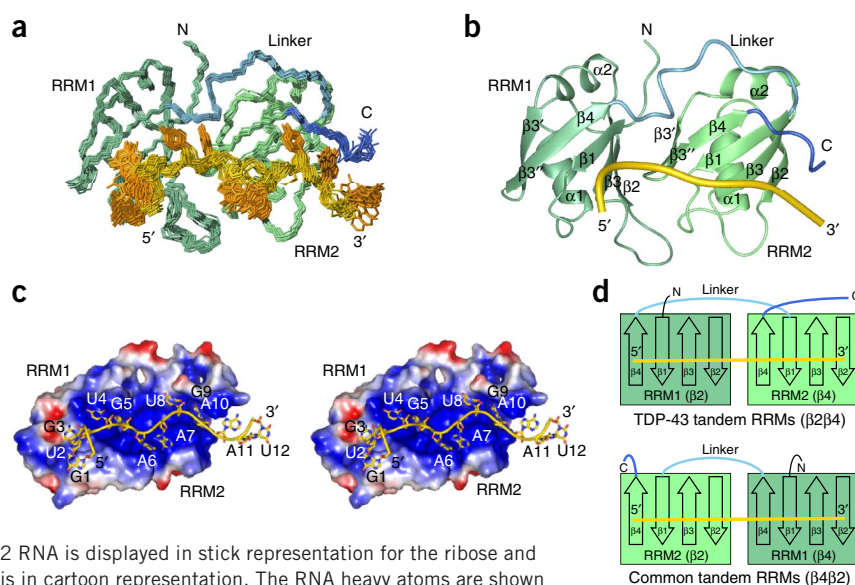 a
N
Linker
RRM1
C
5′
RRM2
3′
b
N
Linker
RRM1
α2
α2
β4
β3′
β3′
β4
C
β1
β3″
β1
β3″
β3
β2
β3
β2
α1
α1
5′
3′
RRM2
c
RRM1
U4
G5
U8
G9
A10
3′
G3
U2
5′
A7
G1
A6
A11
U12
RRM2
RRM1
U4
G5
U8
G9
A10
3′
G3
U2
5′
A7
G1
A6
A11
U12
d
N
Linker
C
5′
3′
β4
β1
β3
β2
β4
β1
β3
β2
RRM1 (β2)
RRM2 (β4)
TDP-43 tandem RRMs (β2β4)
C
Linker
N
5′
3′
β4
β1
β3
β2
β4
β1
β3
β2
RRM2 (β2)
RRM1 (β4)
Common tandem RRMs (β4β2)
2 RNA is displayed in stick representation for the ribose and
is in cartoon representation. The RNA heavy atoms are shown